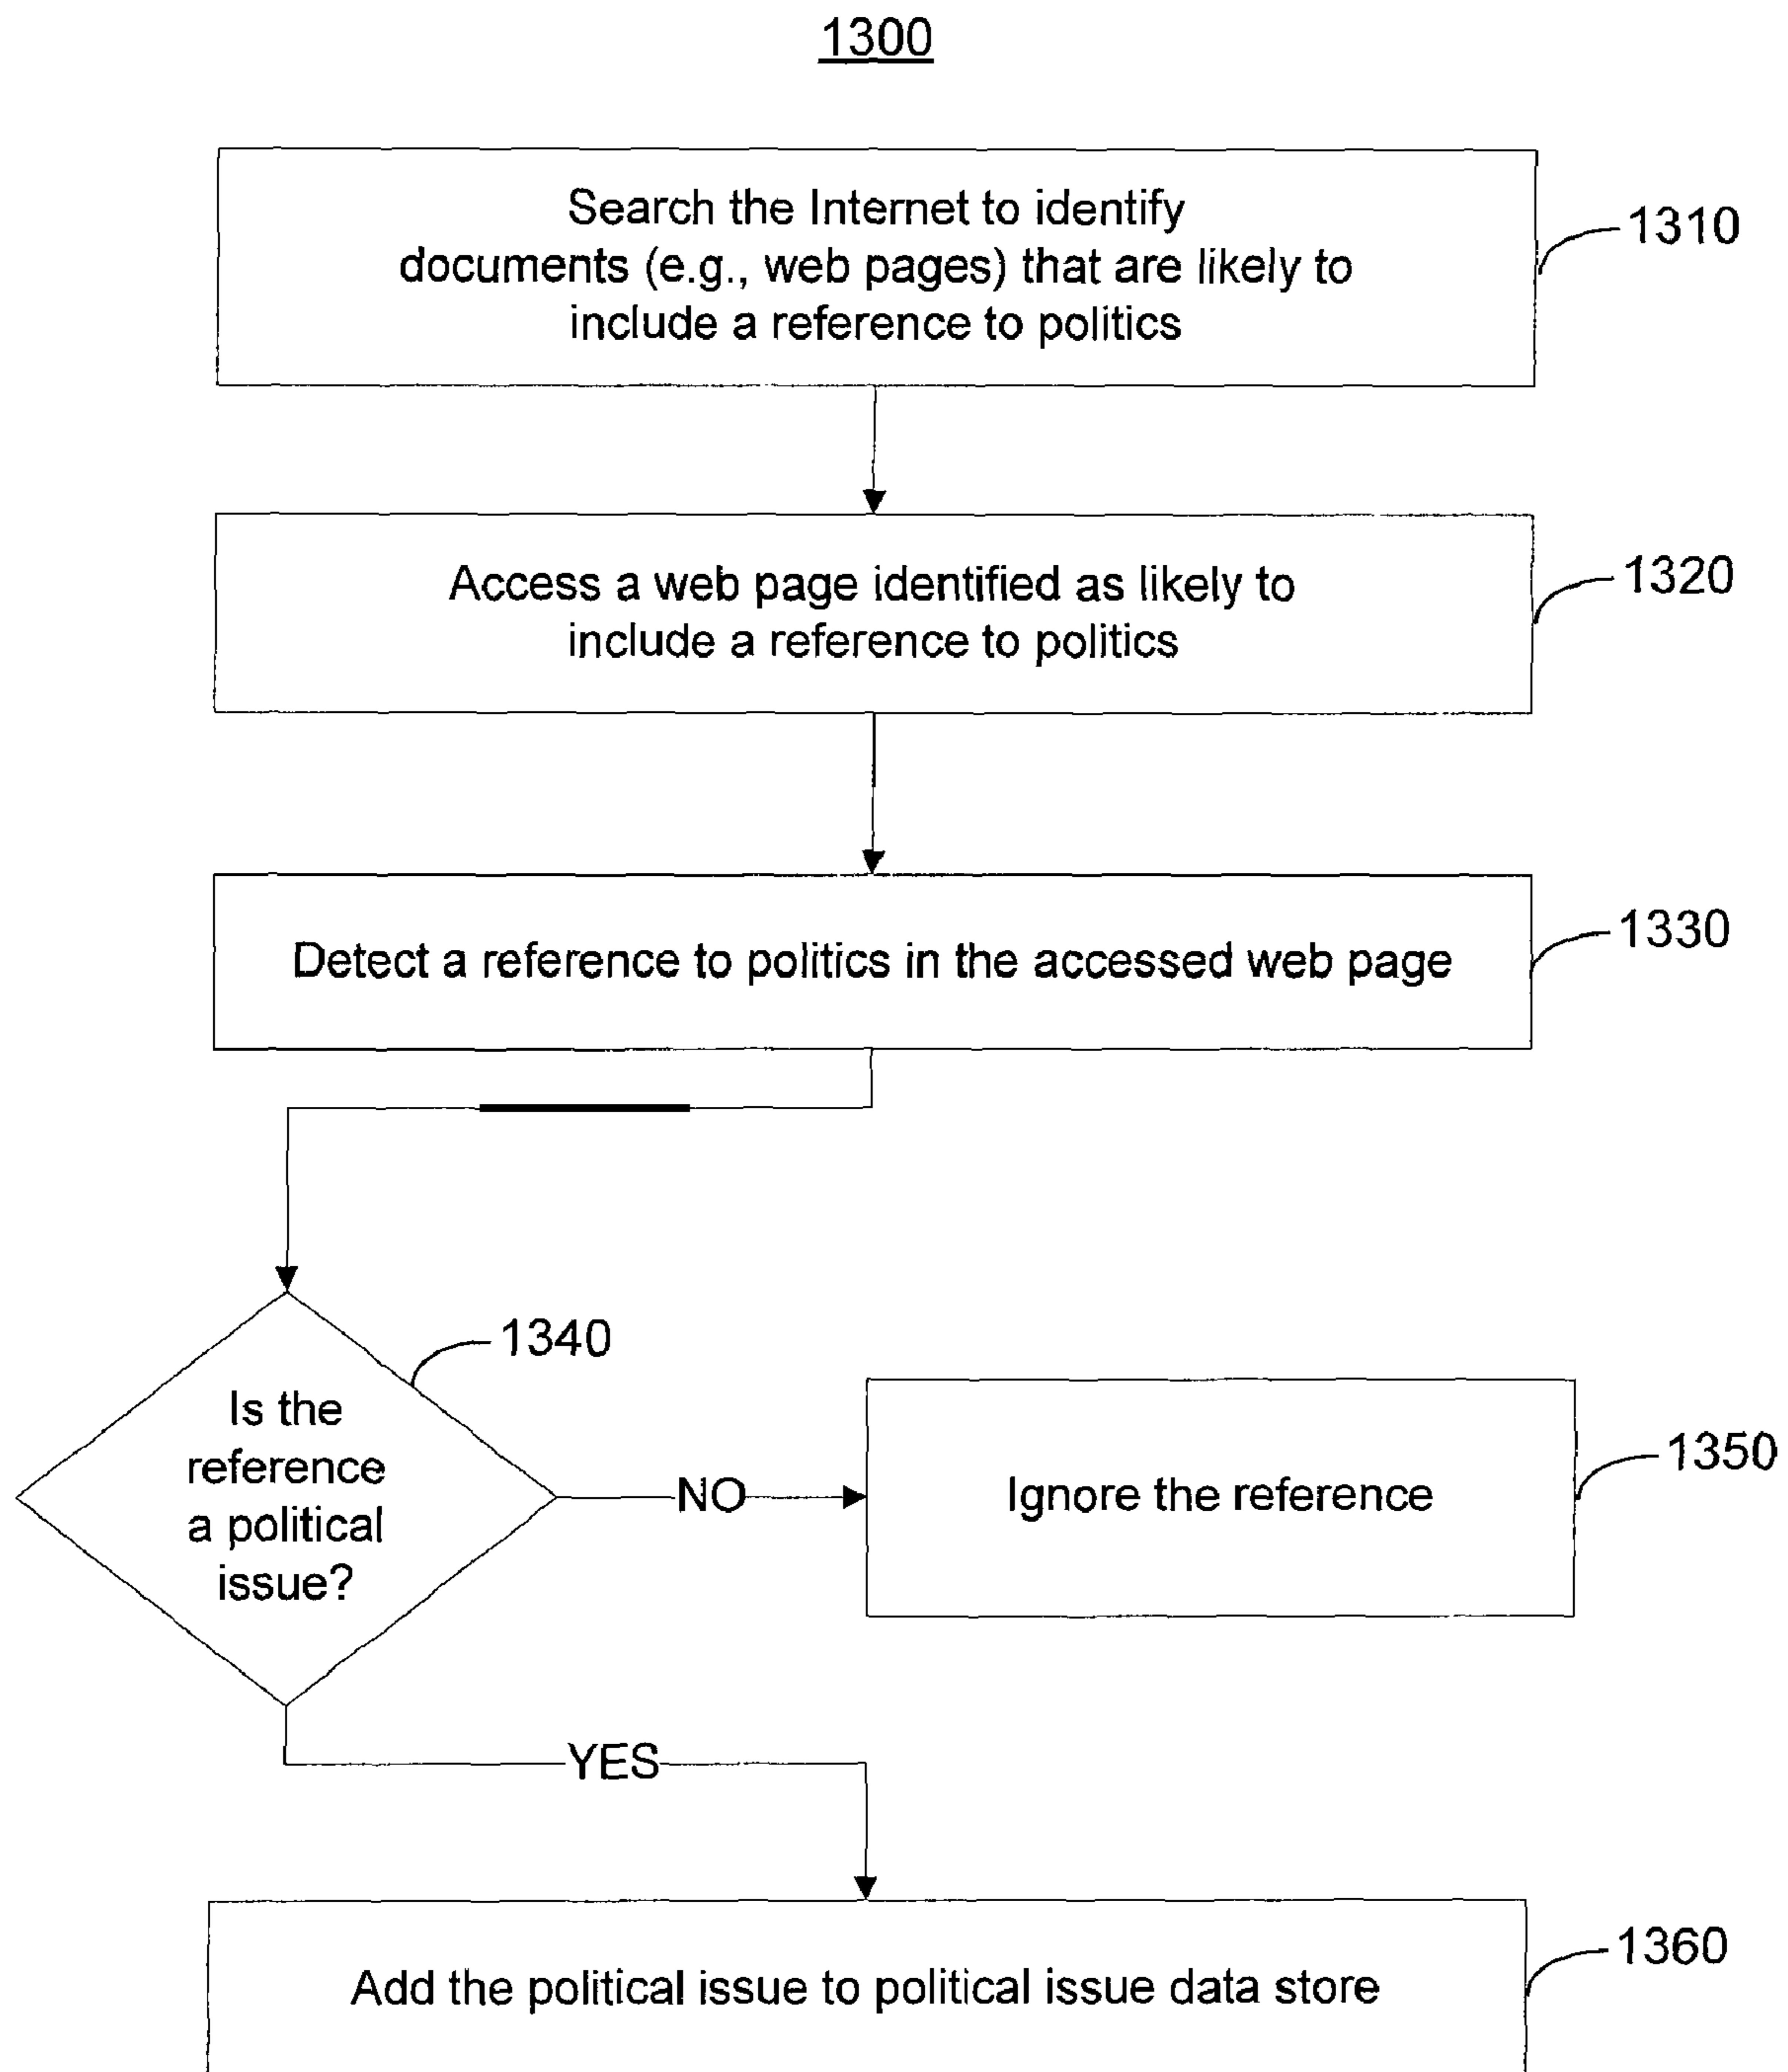 1300
Search the Internet to identify
documents (e.g., web pages) that are likely to
include a reference to politics
1310
Access a web page identified as likely to
include a reference to politics
1320
Detect a reference to politics in the accessed web page
1330
1340
Is the
reference
a political
issue?
NO
Ignore the reference
1350
YES
Add the political issue to political issue data store
1360